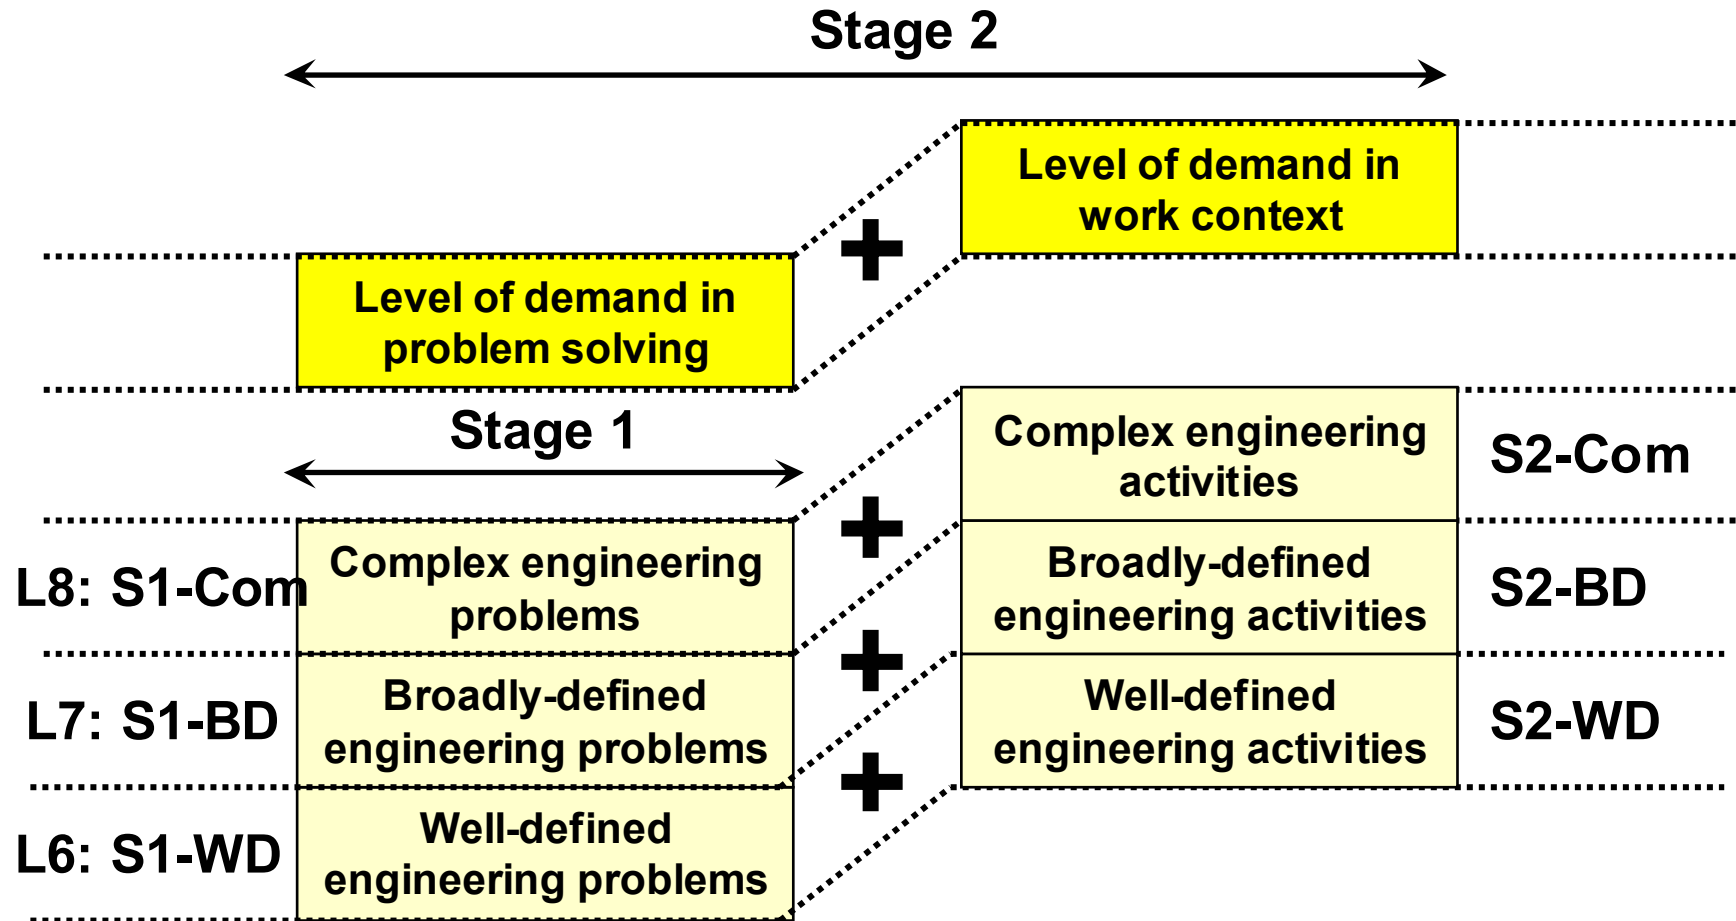 Stage 2
Level of demand in
work context
+
Level of demand in
problem solving
Stage 1
Complex engineering
activities
S2-Com
+
L8: S1-Com
Complex engineering
problems
Broadly-defined
engineering activities
S2-BD
+
L7: S1-BD
Broadly-defined
engineering problems
Well-defined
engineering activities
S2-WD
+
L6: S1-WD
Well-defined
engineering problems